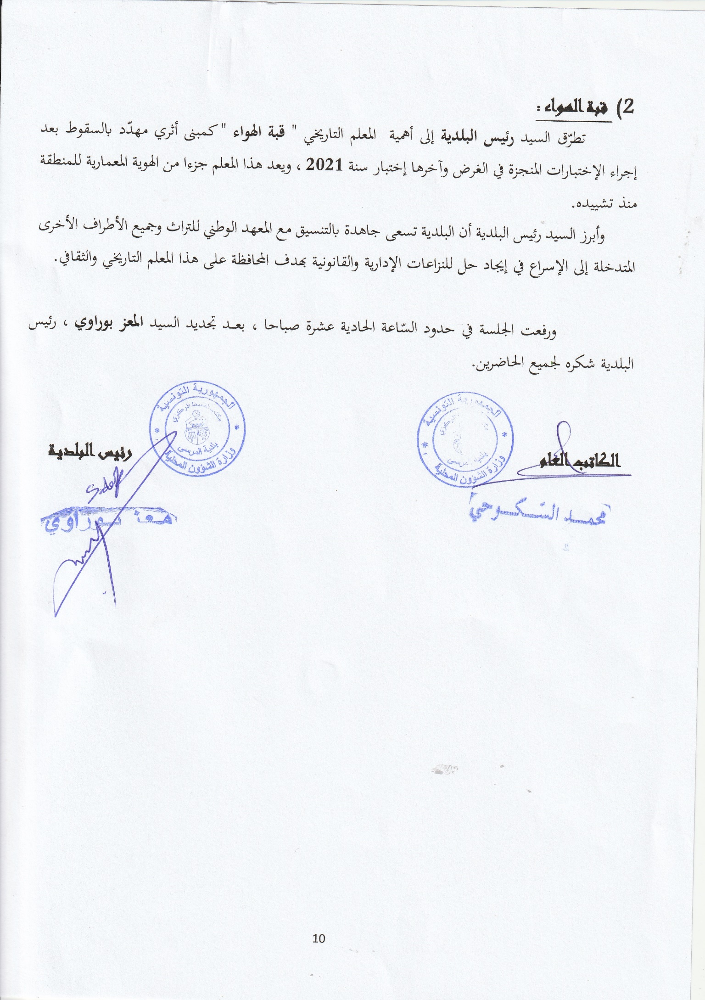 2) قبة الهواء :
تطرّق السيد رئيس البلدية إلى أهمية المعلم التاريخي " قبة الهواء " كمبنى أثري مهدّد بالسقوط بعد
إجراء الإختبارات المنجزة في الغرض وآخرها إختبار سنة 2021 ، ويعد هذا المعلم جزءا من الهوية المعمارية للمنطقة
منذ تشييده.
وأبرز السيد رئيس البلدية أن البلدية تسعى جاهدة بالتنسيق مع المعهد الوطني للتراث وجميع الأطراف الأخرى
المتدخلة إلى الإسراع في إيجاد حل للنزاعات الإدارية والقانونية بهدف المحافظة على هذا المعلم التاريخي والثقافي.
ورفعت الجلسة في حدود السّاعة الحادية عشرة صباحا ، بعد تجديد السيد المعز بوراوي ، رئيس
البلدية شكره لجميع الحاضرين.
الكاتب العام
الجمهورية التونسية
المركزي
بلدية المرسى
وزارة الشؤون المحلية
محمد السكوحي
رئيس البلدية
الجمهورية التونسية
مكتب الضبط المركزي
بلدية المرسى
وزارة الشؤون المحلية
معز بوراوي
10